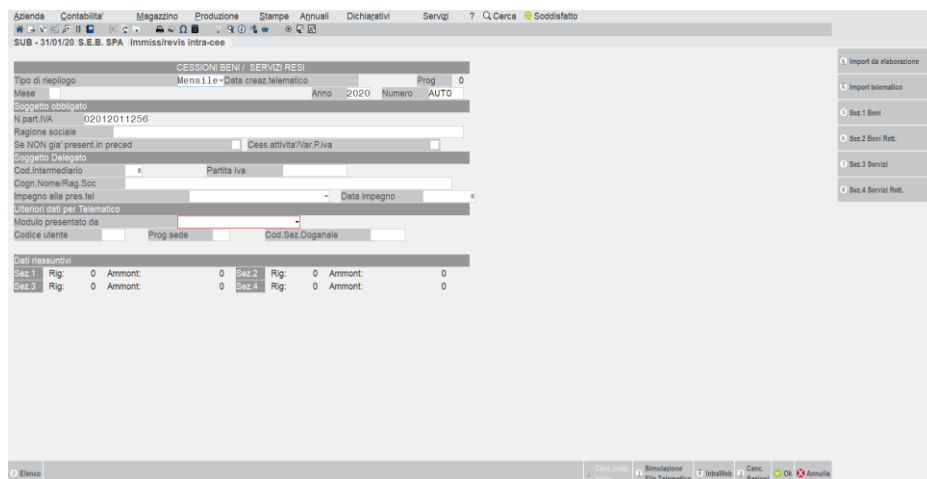 Azienda Contabilita' Magazzino Produzione Stampe Annuali Dichiarativi Servizi ? Cerca Soddisfatto
SUB - 31/01/20 S.E.B. SPA Immiss/revis intra-cee
CESSIONI BENI / SERVIZI RESI
Tipo di riepilogo Mensile Data creaz.telematico Prog 0
Mese Anno 2020 Numero AUTO
Soggetto obbligato
N.part.IVA 02012011256
Ragione sociale
Se NON gia' present.in preced Cess.attivita'/Var.P.iva
Soggetto Delegato
Cod.Intermediario Partita iva
Cogn.Nome/Rag.Soc
Impegno alla pres.tel Data impegno
Ulteriori dati per Telematico
Modulo presentato da
Codice utente Prog.sede Cod.Sez.Doganale
Dati riassuntivi
Sez.1 Rig: 0 Ammont: 0 Sez.2 Rig: 0 Ammont: 0
Sez.3 Rig: 0 Ammont: 0 Sez.4 Rig: 0 Ammont: 0
Import da elaborazione
Import telematico
Sez.1 Beni
Sez.2 Beni Rett.
Sez.3 Servizi
Sez.4 Servizi Rett.
Elenco
Simulazione
File Telematico
IntraWeb
Canc.
Sezioni
Ok
Annulla